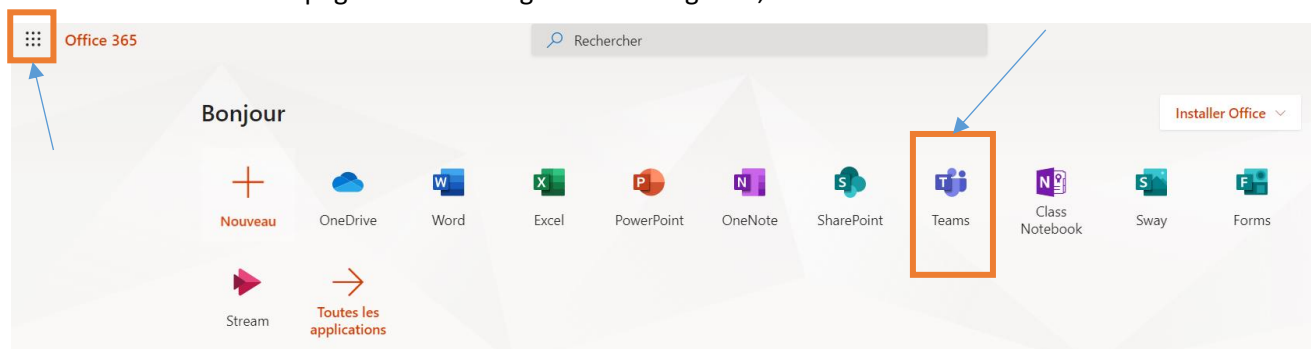 Office 365
Rechercher
Bonjour
Installer Office
Nouveau
OneDrive
Word
Excel
PowerPoint
OneNote
SharePoint
Teams
Class
Notebook
Sway
Forms
Stream
Toutes les
applications